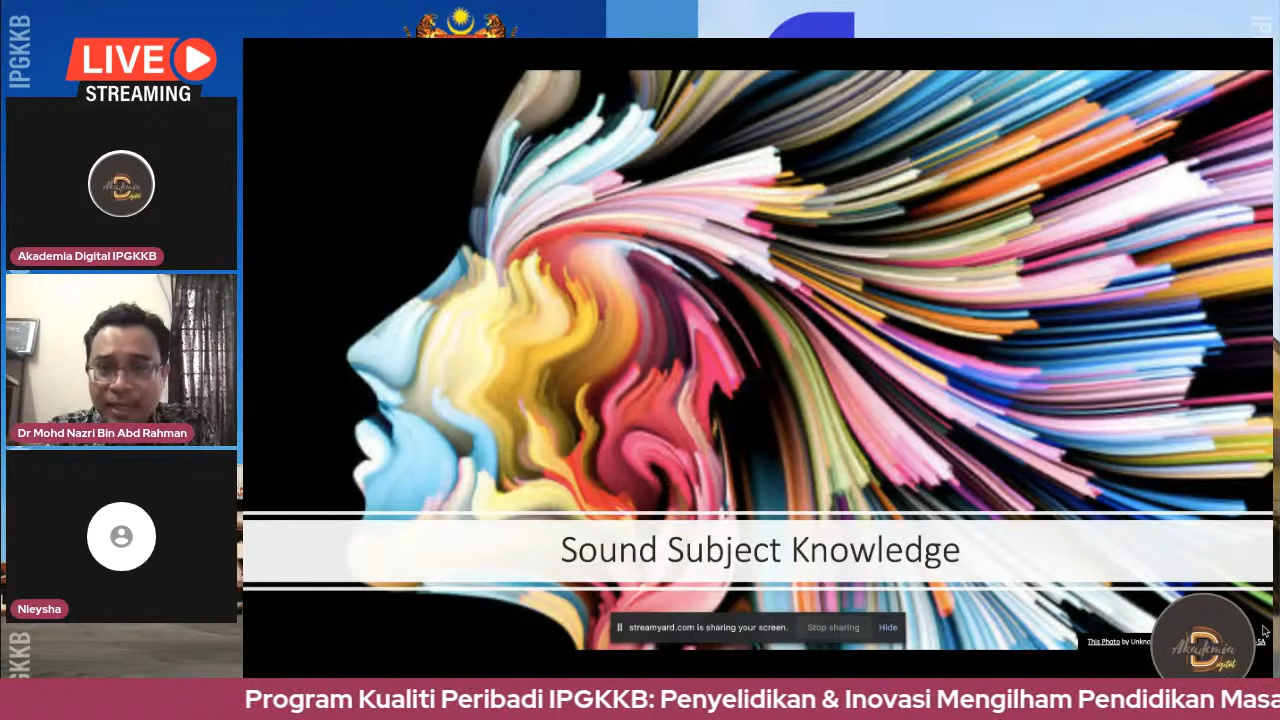 IPGKKB
LIVE
STREAMING
Akademia Digital IPGKKB
Dr Mohd Nazri Bin Abd Rahman
Nieysha
Sound Subject Knowledge
streamyard.com is sharing your screen. Stop sharing Hide
This Photo by
Akademia
Digital
Program Kualiti Peribadi IPGKKB: Penyelidikan & Inovasi Mengilham Pendidikan